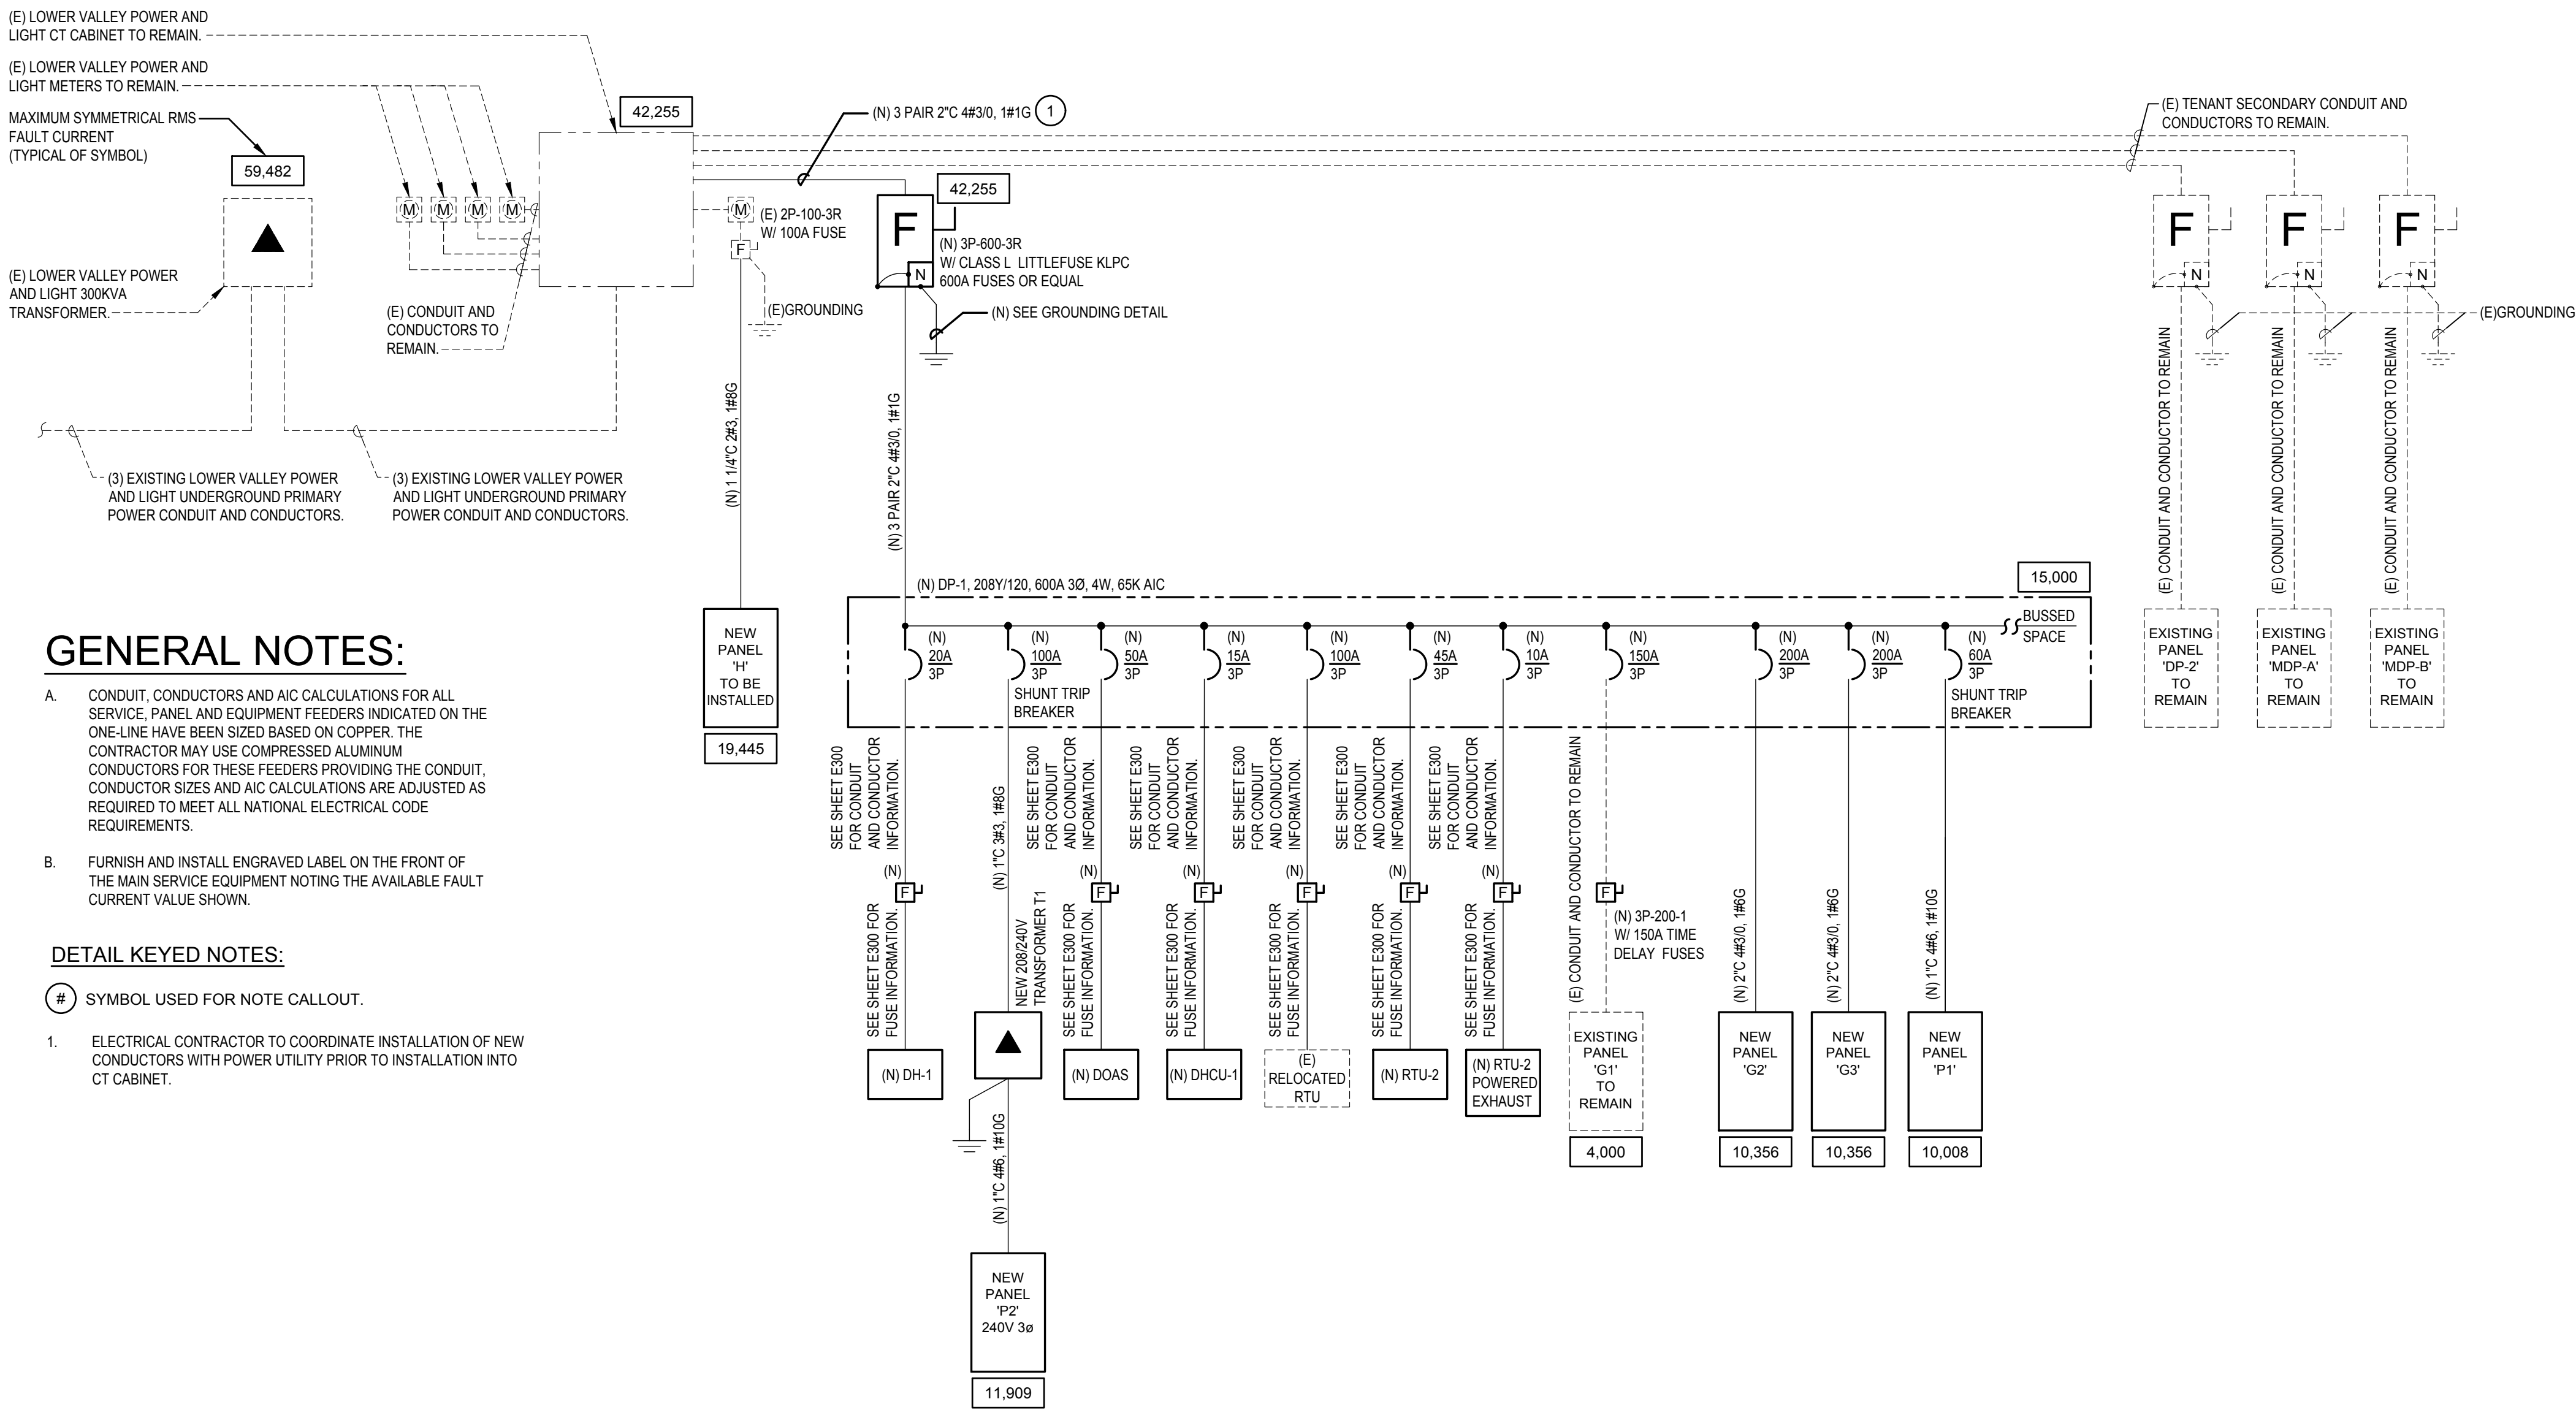 (E) LOWER VALLEY POWER AND
LIGHT CT CABINET TO REMAIN.
(E) LOWER VALLEY POWER AND
LIGHT METERS TO REMAIN.
MAXIMUM SYMMETRICAL RMS
FAULT CURRENT
(TYPICAL OF SYMBOL)
59,482
(E) LOWER VALLEY POWER
AND LIGHT 300KVA
TRANSFORMER.
M
M
M
M
42,255
(E) CONDUIT AND
CONDUCTORS TO
REMAIN.
(3) EXISTING LOWER VALLEY POWER
AND LIGHT UNDERGROUND PRIMARY
POWER CONDUIT AND CONDUCTORS.
(3) EXISTING LOWER VALLEY POWER
AND LIGHT UNDERGROUND PRIMARY
POWER CONDUIT AND CONDUCTORS.
(N) 3 PAIR 2"C 4#3/0, 1#1G
1
M
(E) 2P-100-3R
W/ 100A FUSE
F
(E)GROUNDING
F
N
42,255
(N) 3P-600-3R
W/ CLASS L LITTLEFUSE KLPC
600A FUSES OR EQUAL
(N) SEE GROUNDING DETAIL
(N) 1 1/4"C 2#3, 1#8G
(N) 3 PAIR 2"C 4#3/0, 1#1G
(E) TENANT SECONDARY CONDUIT AND
CONDUCTORS TO REMAIN.
F
N
F
N
F
N
(E)GROUNDING
(E) CONDUIT AND CONDUCTOR TO REMAIN
(E) CONDUIT AND CONDUCTOR TO REMAIN
(E) CONDUIT AND CONDUCTOR TO REMAIN
EXISTING
PANEL
'DP-2'
TO
REMAIN
EXISTING
PANEL
'MDP-A'
TO
REMAIN
EXISTING
PANEL
'MDP-B'
TO
REMAIN
NEW
PANEL
'H'
TO BE
INSTALLED
19,445
(N) DP-1, 208Y/120, 600A 3Ø, 4W, 65K AIC
15,000
BUSSED
SPACE
(N)
20A
3P
(N)
100A
3P
SHUNT TRIP
BREAKER
(N)
50A
3P
(N)
15A
3P
(N)
100A
3P
(N)
45A
3P
(N)
10A
3P
(N)
150A
3P
(N)
200A
3P
(N)
200A
3P
(N)
60A
3P
SHUNT TRIP
BREAKER
SEE SHEET E300
FOR CONDUIT
AND CONDUCTOR
INFORMATION.
(N)
F
SEE SHEET E300 FOR
FUSE INFORMATION.
(N) DH-1
(N) 1"C 3#3, 1#8G
NEW 208/240V
TRANSFORMER T1
(N) 1"C 4#6, 1#10G
NEW
PANEL
'P2'
240V 3ø
11,909
SEE SHEET E300
FOR CONDUIT
AND CONDUCTOR
INFORMATION.
(N)
F
SEE SHEET E300 FOR
FUSE INFORMATION.
(N) DOAS
SEE SHEET E300
FOR CONDUIT
AND CONDUCTOR
INFORMATION.
(N)
F
SEE SHEET E300 FOR
FUSE INFORMATION.
(N) DHCU-1
SEE SHEET E300
FOR CONDUIT
AND CONDUCTOR
INFORMATION.
(N)
F
SEE SHEET E300 FOR
FUSE INFORMATION.
(E)
RELOCATED
RTU
SEE SHEET E300
FOR CONDUIT
AND CONDUCTOR
INFORMATION.
(N)
F
SEE SHEET E300 FOR
FUSE INFORMATION.
(N) RTU-2
SEE SHEET E300
FOR CONDUIT
AND CONDUCTOR
INFORMATION.
(N)
F
SEE SHEET E300 FOR
FUSE INFORMATION.
(N) RTU-2
POWERED
EXHAUST
(E) CONDUIT AND CONDUCTOR TO REMAIN
F
(N) 3P-200-1
W/ 150A TIME
DELAY FUSES
EXISTING
PANEL
'G1'
TO
REMAIN
4,000
(N) 2"C 4#3/0, 1#6G
NEW
PANEL
'G2'
10,356
(N) 2"C 4#3/0, 1#6G
NEW
PANEL
'G3'
10,356
(N) 1"C 4#6, 1#10G
NEW
PANEL
'P1'
10,008
GENERAL NOTES:
A. CONDUIT, CONDUCTORS AND AIC CALCULATIONS FOR ALL
SERVICE, PANEL AND EQUIPMENT FEEDERS INDICATED ON THE
ONE-LINE HAVE BEEN SIZED BASED ON COPPER. THE
CONTRACTOR MAY USE COMPRESSED ALUMINUM
CONDUCTORS FOR THESE FEEDERS PROVIDING THE CONDUIT,
CONDUCTOR SIZES AND AIC CALCULATIONS ARE ADJUSTED AS
REQUIRED TO MEET ALL NATIONAL ELECTRICAL CODE
REQUIREMENTS.
B. FURNISH AND INSTALL ENGRAVED LABEL ON THE FRONT OF
THE MAIN SERVICE EQUIPMENT NOTING THE AVAILABLE FAULT
CURRENT VALUE SHOWN.
DETAIL KEYED NOTES:
# SYMBOL USED FOR NOTE CALLOUT.
1. ELECTRICAL CONTRACTOR TO COORDINATE INSTALLATION OF NEW
CONDUCTORS WITH POWER UTILITY PRIOR TO INSTALLATION INTO
CT CABINET.